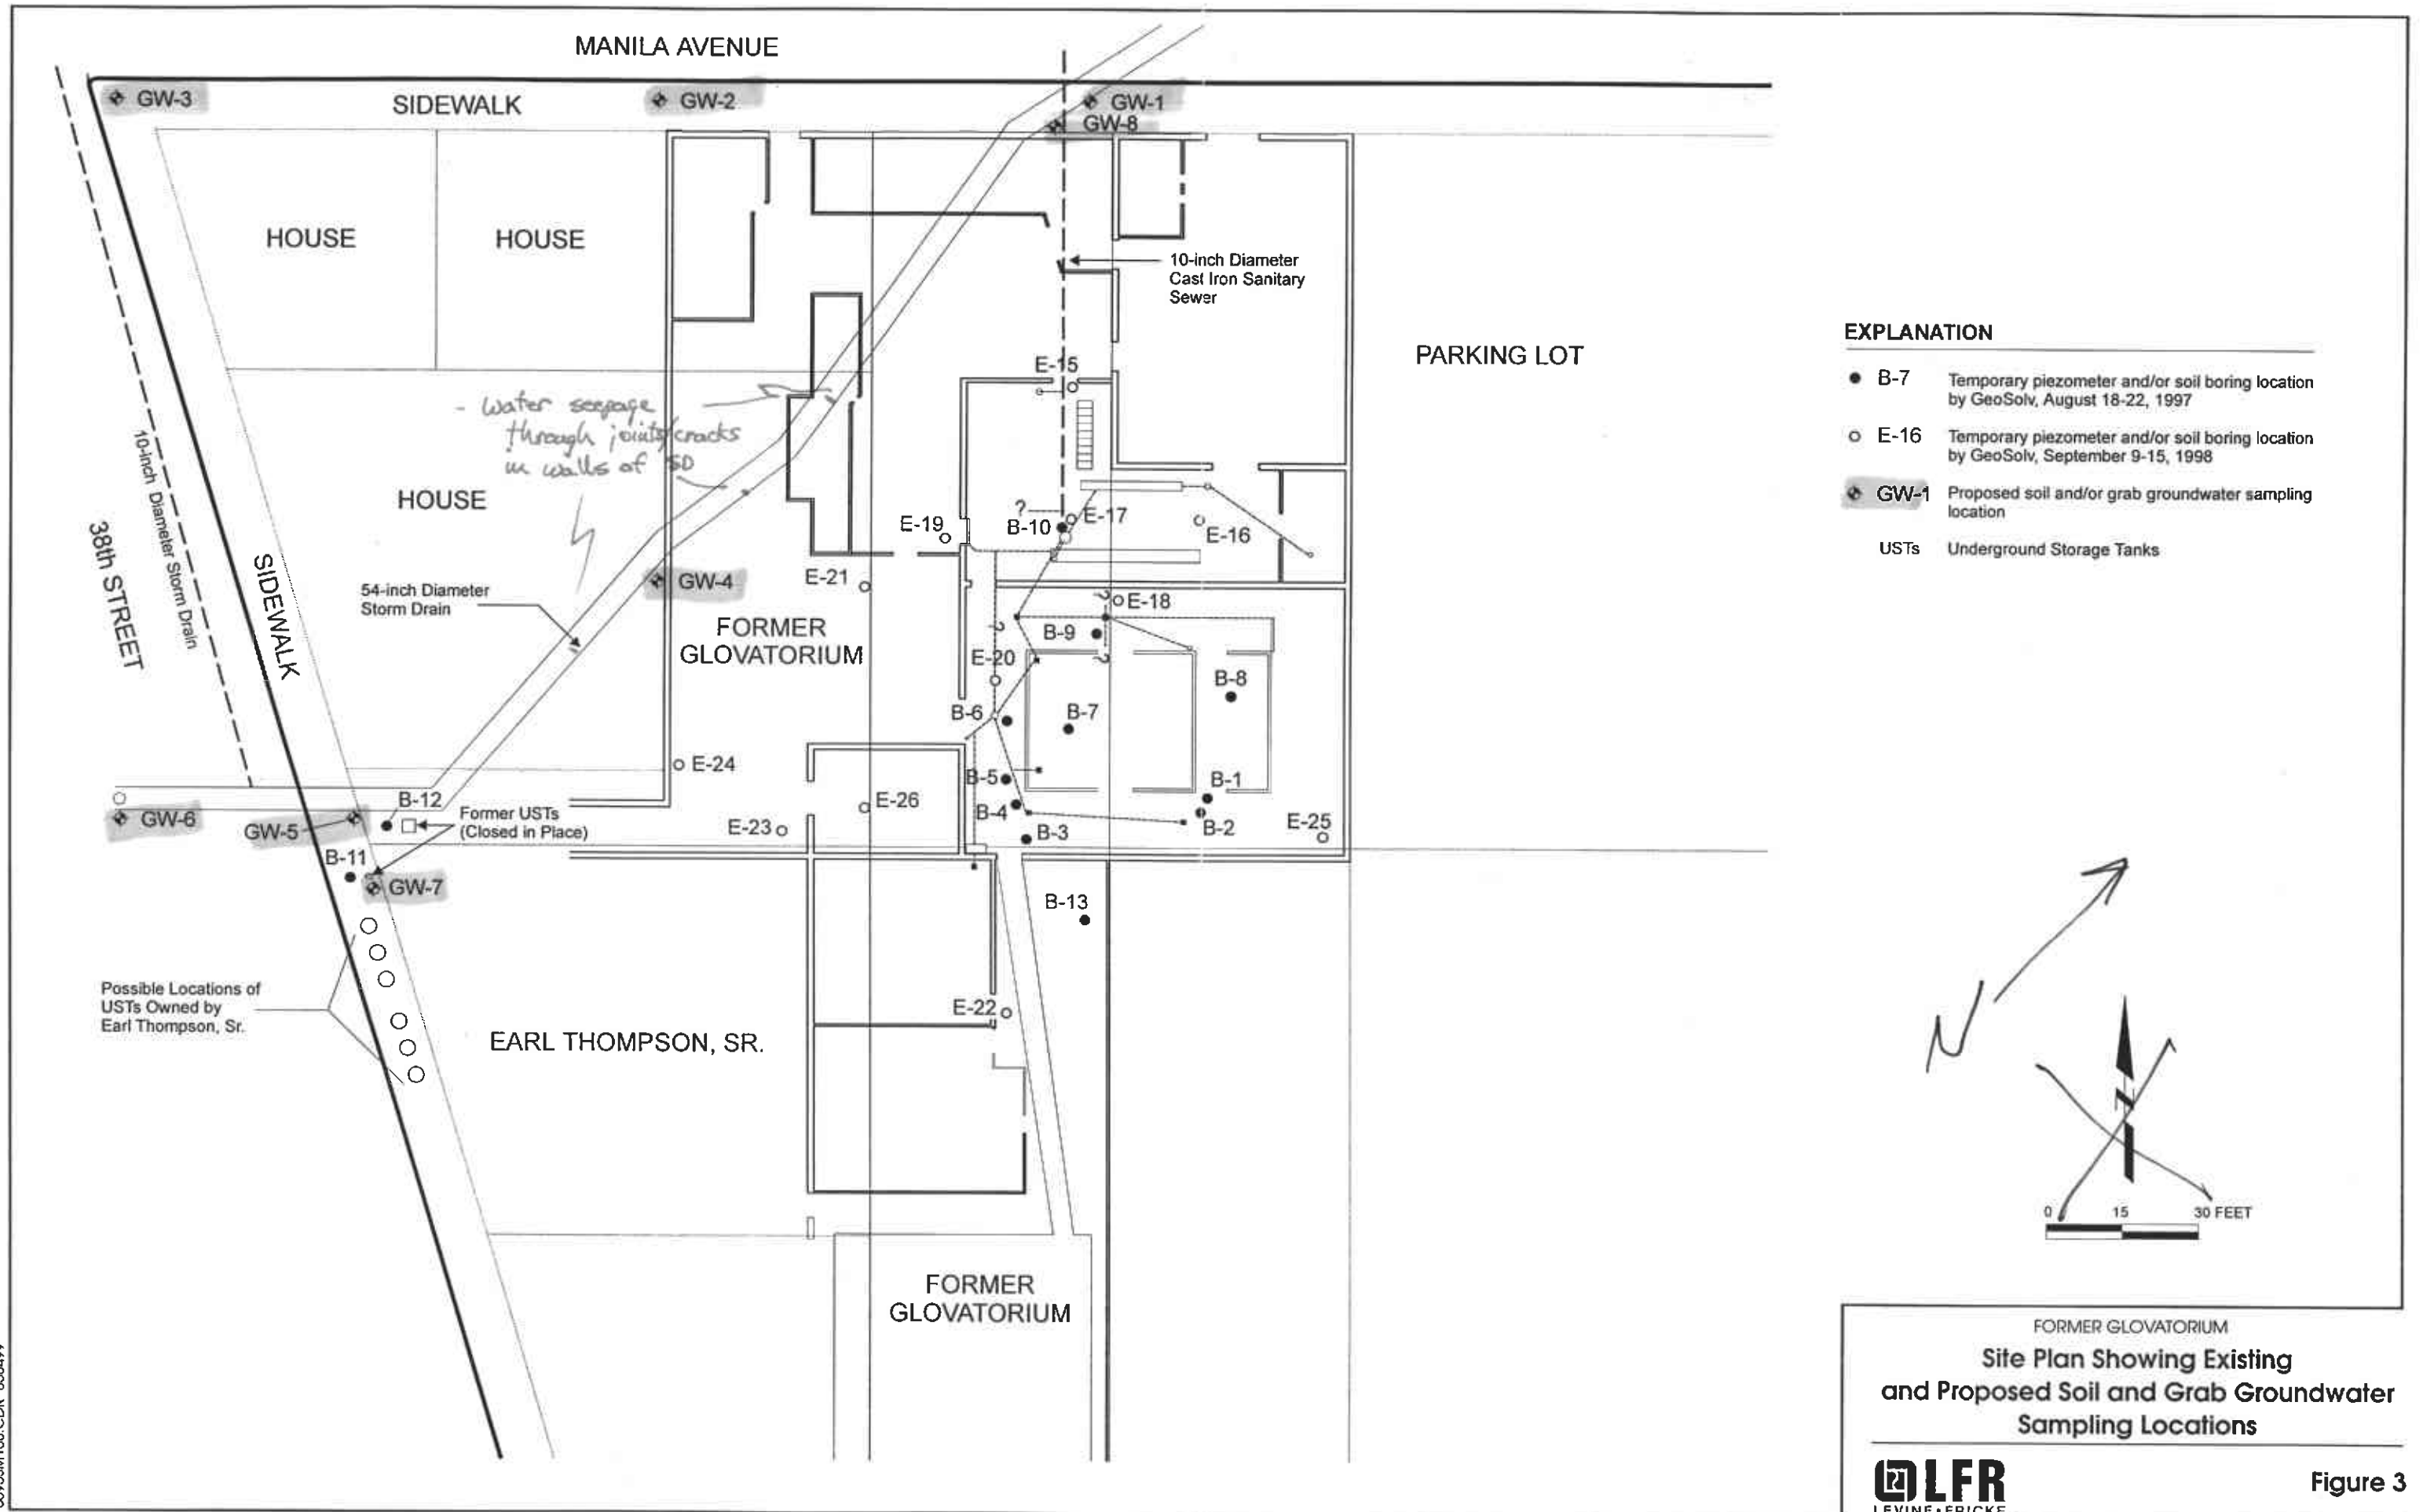 MANILA AVENUE
GW-3
SIDEWALK
GW-2
GW-1
GW-8
HOUSE
HOUSE
10-inch Diameter
Cast Iron Sanitary
Sewer
PARKING LOT
E-15
- Water seepage
through joints/cracks
in walls of SD
10-inch Diameter Storm Drain
38th STREET
SIDEWALK
HOUSE
?
E-19
B-10
E-17
E-16
54-inch Diameter
Storm Drain
GW-4
E-21
?
E-18
FORMER
GLOVATORIUM
?
B-9
?
E-20
B-8
B-6
B-7
E-24
B-5
B-1
B-12
E-26
B-4
GW-6
GW-5
Former USTs
(Closed in Place)
E-23
B-3
B-2
E-25
B-11
GW-7
B-13
Possible Locations of
USTs Owned by
Earl Thompson, Sr.
E-22
EARL THOMPSON, SR.
FORMER
GLOVATORIUM
EXPLANATION
B-7 Temporary piezometer and/or soil boring location
by GeoSolv, August 18-22, 1997
E-16 Temporary piezometer and/or soil boring location
by GeoSolv, September 9-15, 1998
GW-1 Proposed soil and/or grab groundwater sampling
location
USTs Underground Storage Tanks
N
N
0 15 30 FEET
FORMER GLOVATORIUM
Site Plan Showing Existing
and Proposed Soil and Grab Groundwater
Sampling Locations
LFR
LEVINE•FRICKE
Figure 3